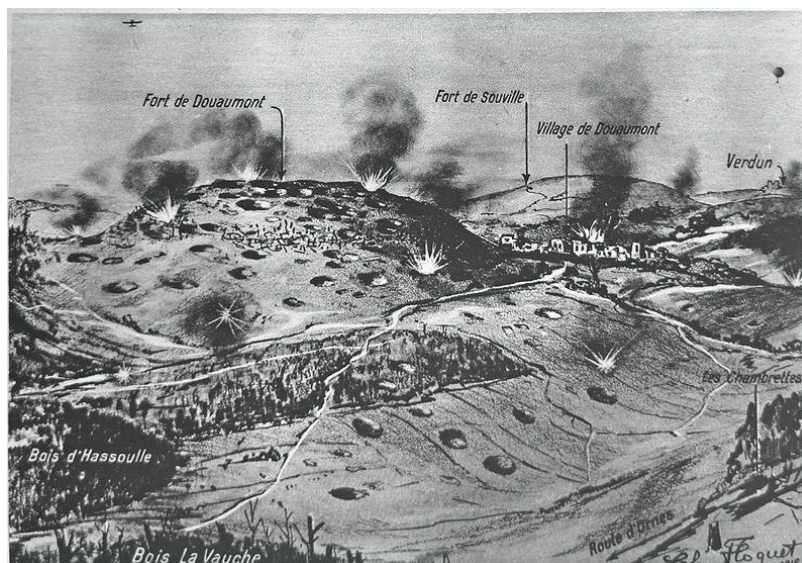 Fort de Douaumont
Fort de Souville
Village de Douaumont
Verdun
Les Chambrettes
Bois d'Hassoulle
Route d'Ornes
Bois La Vauche
Floquet